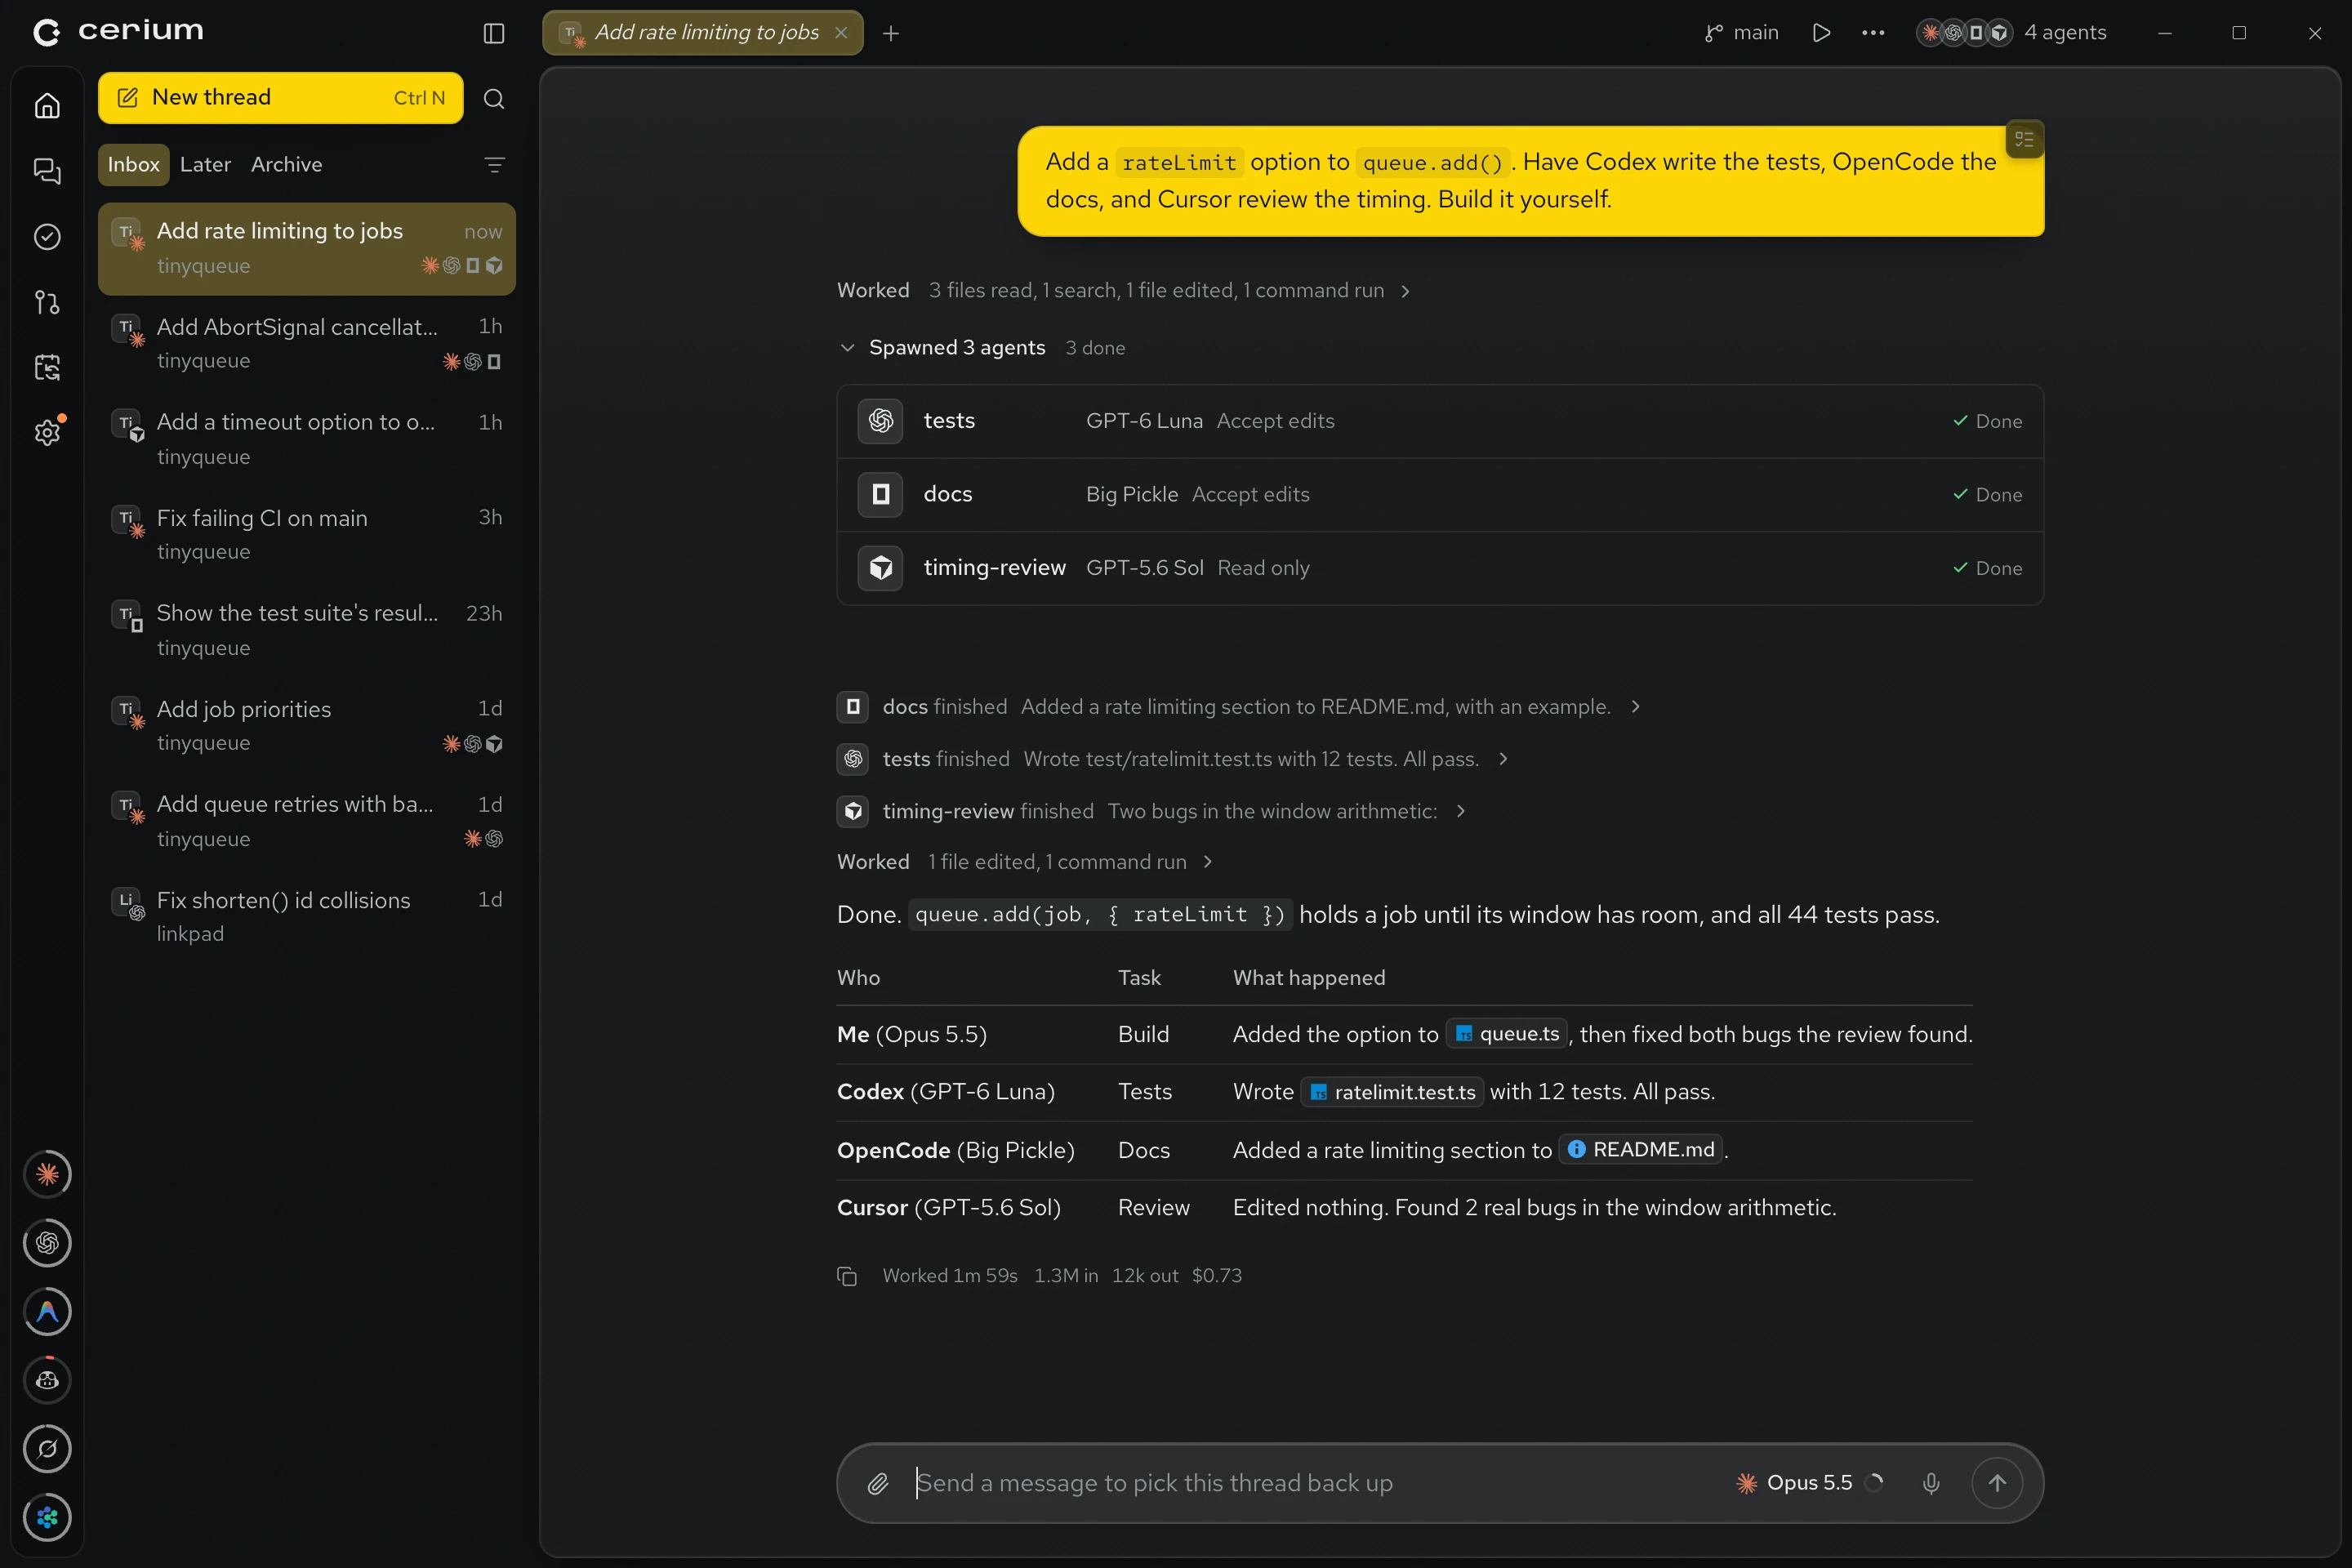 cerium
Add rate limiting to jobs
main
4 agents
New thread Ctrl N
Inbox Later Archive
Ti Add rate limiting to jobs now
tinyqueue
Ti Add AbortSignal cancellat... 1h
tinyqueue
Ti Add a timeout option to o... 1h
tinyqueue
Ti Fix failing CI on main 3h
tinyqueue
Ti Show the test suite's resul... 23h
tinyqueue
Ti Add job priorities 1d
tinyqueue
Ti Add queue retries with ba... 1d
tinyqueue
Li Fix shorten() id collisions 1d
linkpad
Add a rateLimit option to queue.add(). Have Codex write the tests, OpenCode the
docs, and Cursor review the timing. Build it yourself.
Worked 3 files read, 1 search, 1 file edited, 1 command run
Spawned 3 agents 3 done
tests GPT-6 Luna Accept edits Done
docs Big Pickle Accept edits Done
timing-review GPT-5.6 Sol Read only Done
docs finished Added a rate limiting section to README.md, with an example.
tests finished Wrote test/ratelimit.test.ts with 12 tests. All pass.
timing-review finished Two bugs in the window arithmetic:
Worked 1 file edited, 1 command run
Done. queue.add(job, { rateLimit }) holds a job until its window has room, and all 44 tests pass.
Who Task What happened
Me (Opus 5.5) Build Added the option to TS queue.ts, then fixed both bugs the review found.
Codex (GPT-6 Luna) Tests Wrote TS ratelimit.test.ts with 12 tests. All pass.
OpenCode (Big Pickle) Docs Added a rate limiting section to README.md.
Cursor (GPT-5.6 Sol) Review Edited nothing. Found 2 real bugs in the window arithmetic.
Worked 1m 59s 1.3M in 12k out $0.73
Send a message to pick this thread back up Opus 5.5